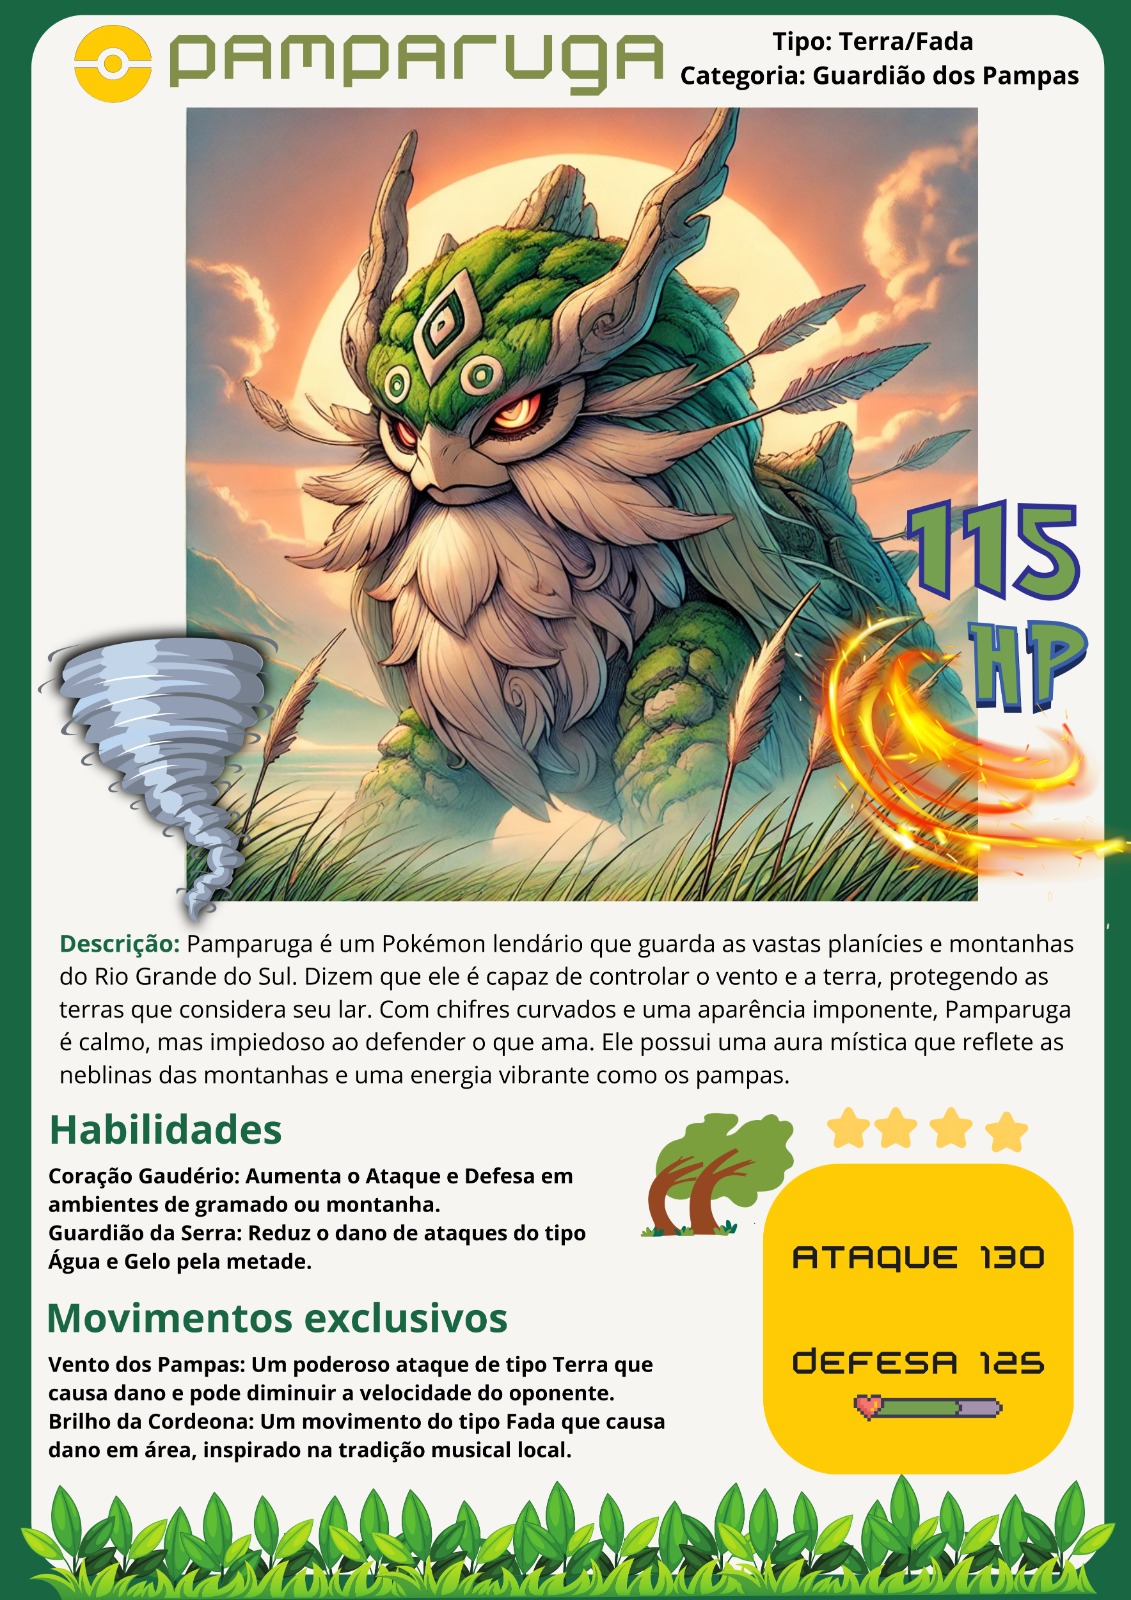 PAMPARUGA
Tipo: Terra/Fada
Categoria: Guardião dos Pampas
115
HP
Descrição: Pamparuga é um Pokémon lendário que guarda as vastas planícies e montanhas
do Rio Grande do Sul. Dizem que ele é capaz de controlar o vento e a terra, protegendo as
terras que considera seu lar. Com chifres curvados e uma aparência imponente, Pamparuga
é calmo, mas impiedoso ao defender o que ama. Ele possui uma aura mística que reflete as
neblinas das montanhas e uma energia vibrante como os pampas.
Habilidades
Coração Gaudério: Aumenta o Ataque e Defesa em
ambientes de gramado ou montanha.
Guardião da Serra: Reduz o dano de ataques do tipo
Água e Gelo pela metade.
Movimentos exclusivos
Vento dos Pampas: Um poderoso ataque de tipo Terra que
causa dano e pode diminuir a velocidade do oponente.
Brilho da Cordeona: Um movimento do tipo Fada que causa
dano em área, inspirado na tradição musical local.
ATAQUE 130
DEFESA 125